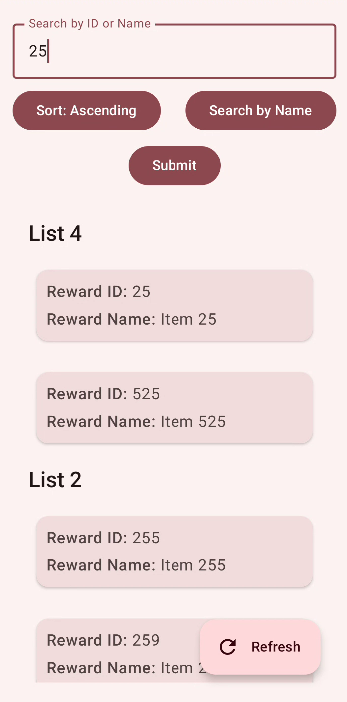 Search by ID or Name
25
Sort: Ascending
Search by Name
Submit
List 4
Reward ID: 25
Reward Name: Item 25
Reward ID: 525
Reward Name: Item 525
List 2
Reward ID: 255
Reward Name: Item 255
Reward ID: 259
Reward Name: Item
Refresh